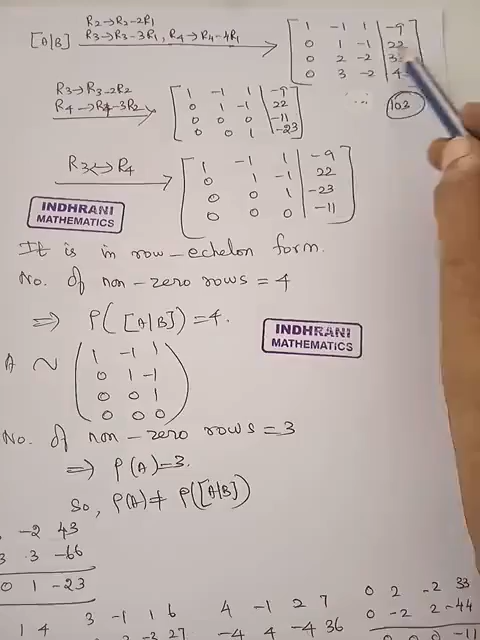 R2→R2-2R1
[A|B] R3→R3-3R1, R4→R4-4R1
1 -1 1 | -9
0 1 -1 | 22
0 2 -2 | 3
0 3 -2 | 4
R3→R3-2R2
R4→R4-3R2
1 -1 1 | -9
0 1 -1 | 22
0 0 0 | -11
0 0 1 | -23
R3↔R4
1 -1 1 | -9
0 1 -1 | 22
0 0 1 | -23
0 0 0 | -11
INDHRANI
MATHEMATICS
It is in row-echelon form.
No. of non-zero rows = 4
⇒ ρ([A|B]) = 4.
INDHRANI
MATHEMATICS
A ~
1 -1 1
0 1 -1
0 0 1
0 0 0
No. of non-zero rows = 3
⇒ ρ(A) = 3.
So, ρ(A) ≠ ρ([A|B])
-2 43
3 -66
0 1 -23
1 4
3 -1 1 6
-3 27
4 -1 2 7
-4 4 -4 36
0 2 -2 33
0 -2 2 -44
0 0 0 -11